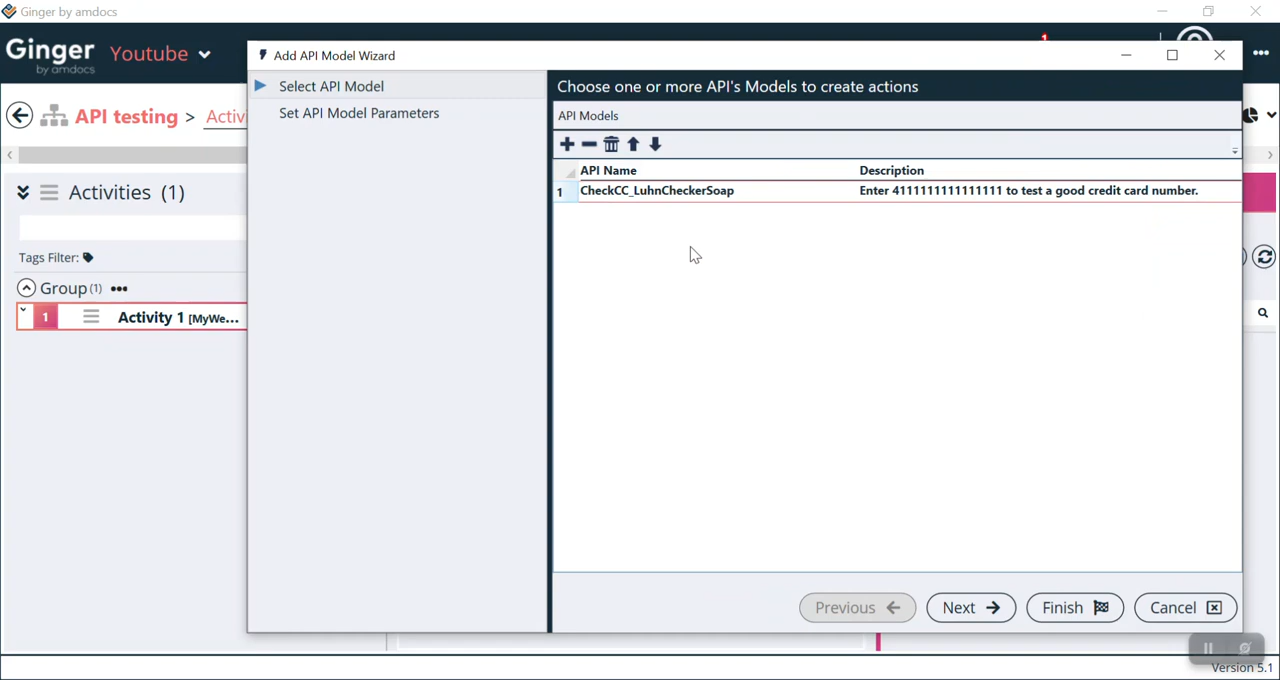 Ginger by amdocs
Ginger
by amdocs
Youtube
Add API Model Wizard
Select API Model
Set API Model Parameters
Choose one or more API's Models to create actions
API Models
API Name Description
1 CheckCC_LuhnCheckerSoap Enter 4111111111111111 to test a good credit card number.
API testing > Activi
Activities (1)
Tags Filter:
Group (1)
1 Activity 1 [MyWe...
Previous
Next
Finish
Cancel
Version 5.1
1